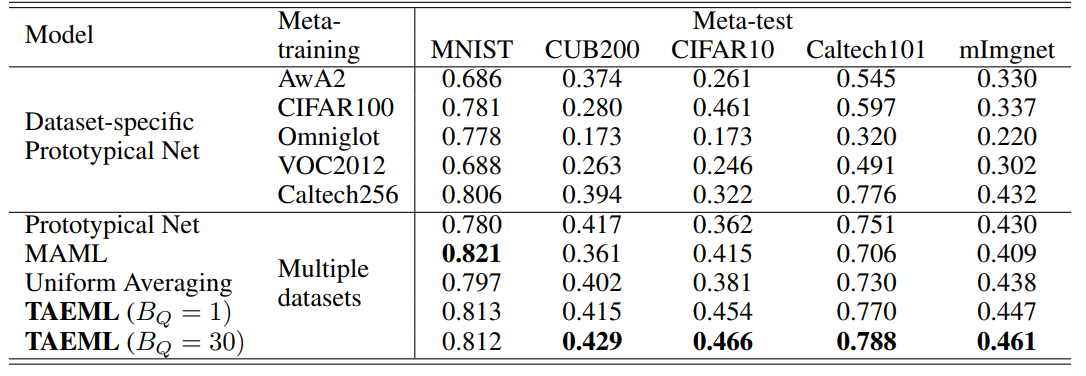 Model Meta-training Meta-test
MNIST CUB200 CIFAR10 Caltech101 mImgnet
Dataset-specific Prototypical Net
AwA2 0.686 0.374 0.261 0.545 0.330
CIFAR100 0.781 0.280 0.461 0.597 0.337
Omniglot 0.778 0.173 0.173 0.320 0.220
VOC2012 0.688 0.263 0.246 0.491 0.302
Caltech256 0.806 0.394 0.322 0.776 0.432
Multiple datasets
Prototypical Net 0.780 0.417 0.362 0.751 0.430
MAML 0.821 0.361 0.415 0.706 0.409
Uniform Averaging 0.797 0.402 0.381 0.730 0.438
TAEML (B_Q = 1) 0.813 0.415 0.454 0.770 0.447
TAEML (B_Q = 30) 0.812 0.429 0.466 0.788 0.461